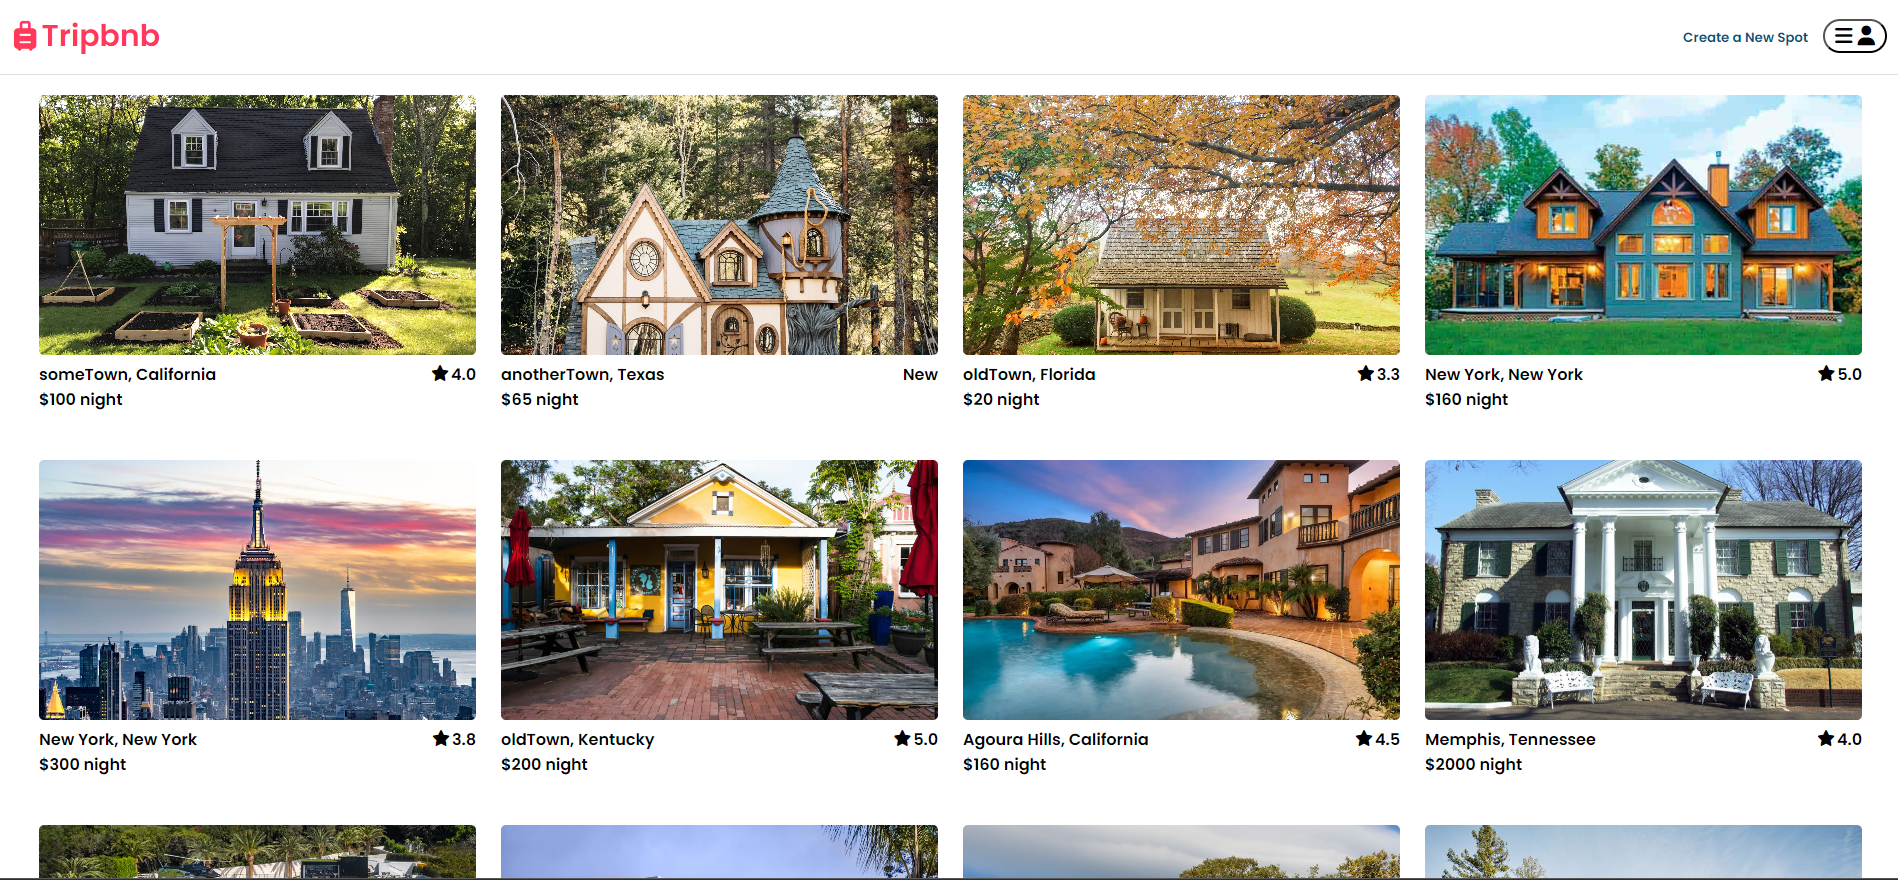 Tripbnb
Create a New Spot
someTown, California 4.0
$100 night
anotherTown, Texas New
$65 night
oldTown, Florida 3.3
$20 night
New York, New York 5.0
$160 night
New York, New York 3.8
$300 night
oldTown, Kentucky 5.0
$200 night
Agoura Hills, California 4.5
$160 night
Memphis, Tennessee 4.0
$2000 night